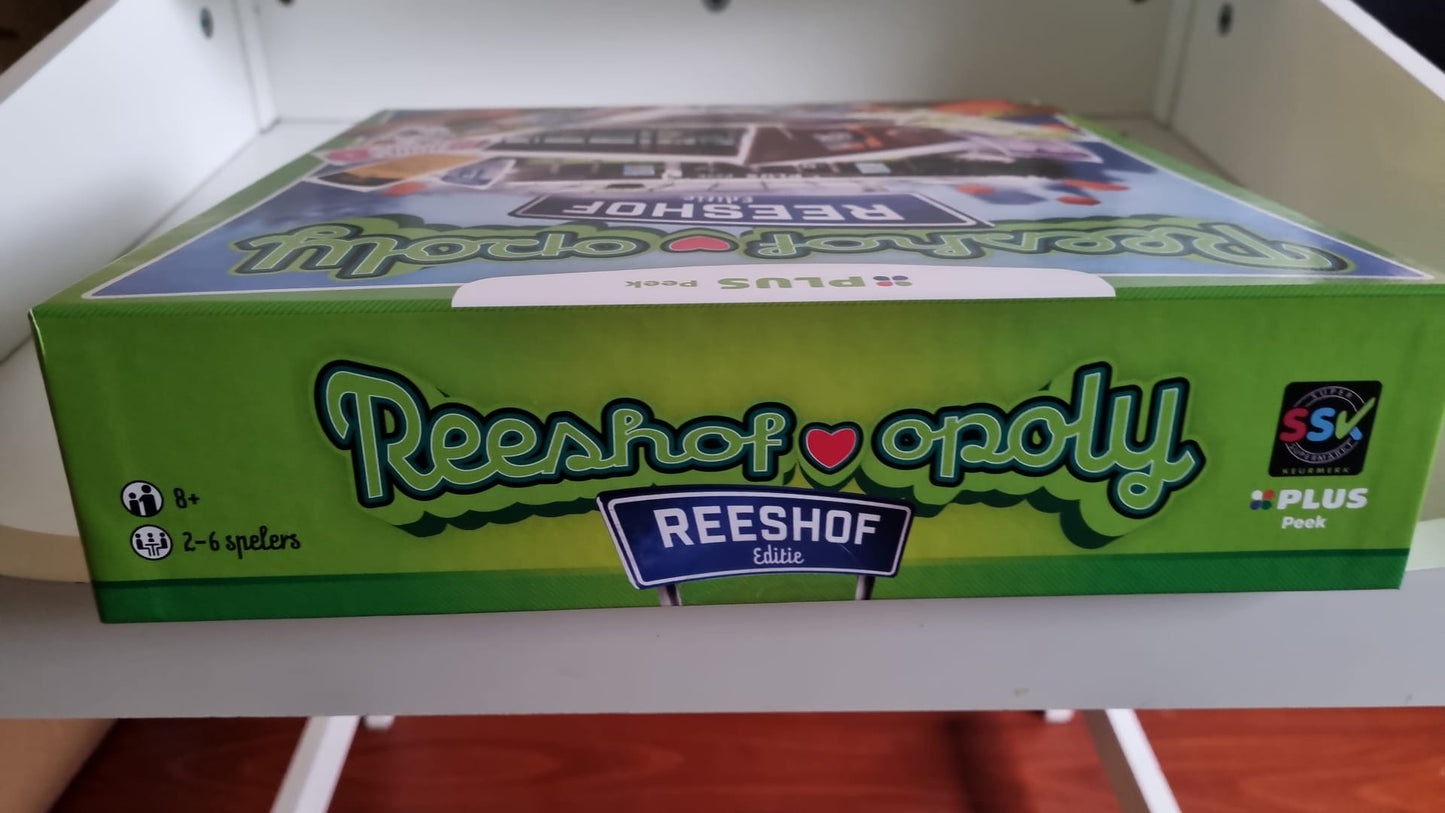 REESHOF
Editie
Reeshof opoly
PLUS Peek
Reeshof opoly
REESHOF
Editie
8+
2-6 spelers
SUPER
SSK
SUPERMARKT
KEURMERK
PLUS
Peek